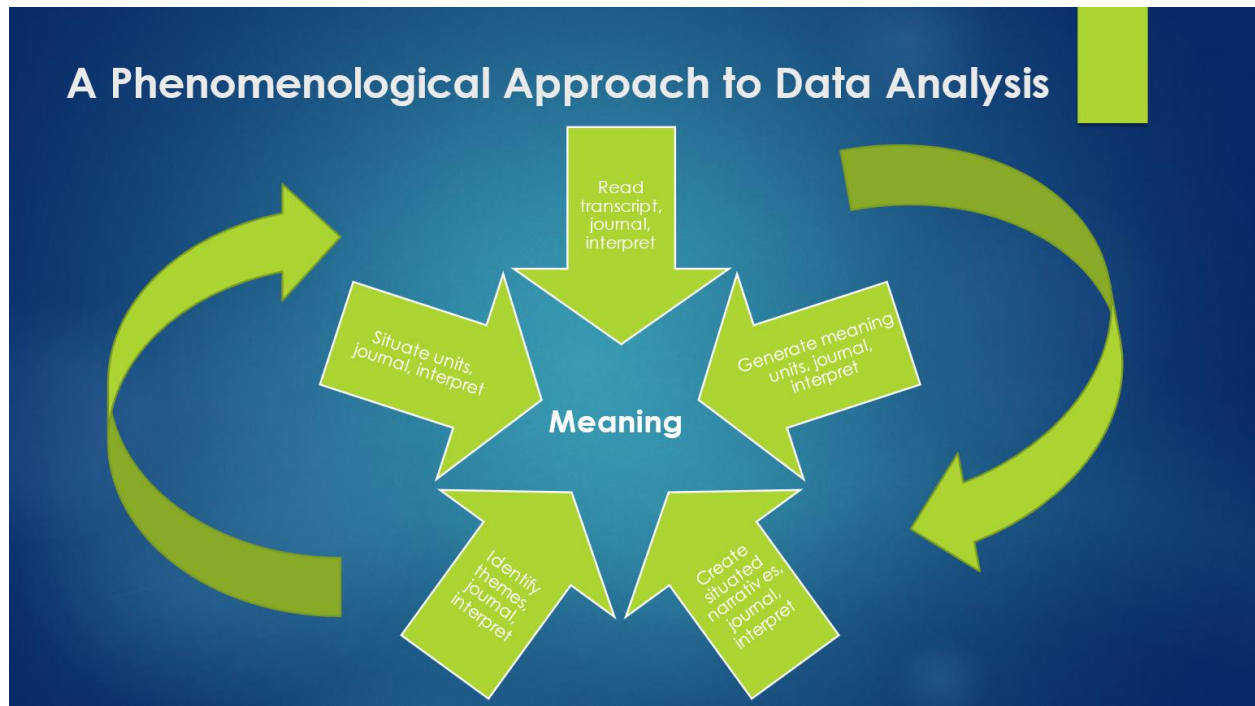 A Phenomenological Approach to Data Analysis
Read
transcript,
journal,
interpret
Generate meaning
units, journal,
interpret
Create
situated
narratives,
journal,
interpret
Identify
themes,
journal,
interpret
Situate units,
journal, interpret
Meaning